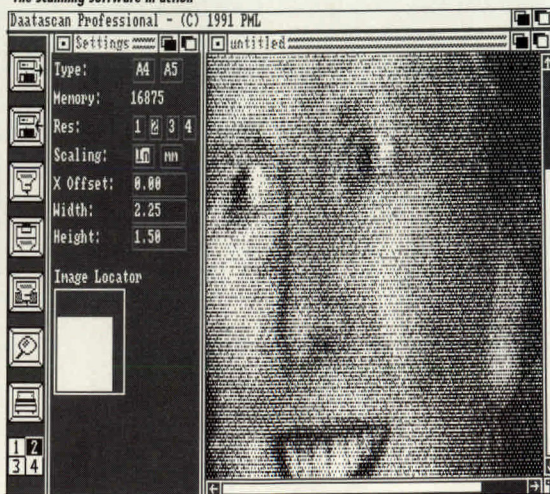 The scanning software in action
Daatascan Professional - (C) 1991 PML
Settings
untitled
Type: A4 A5
Memory: 16875
Res: 1 2 3 4
Scaling: in mm
X Offset: 0.00
Width: 2.25
Height: 1.50
Image Locator
1 2
3 4